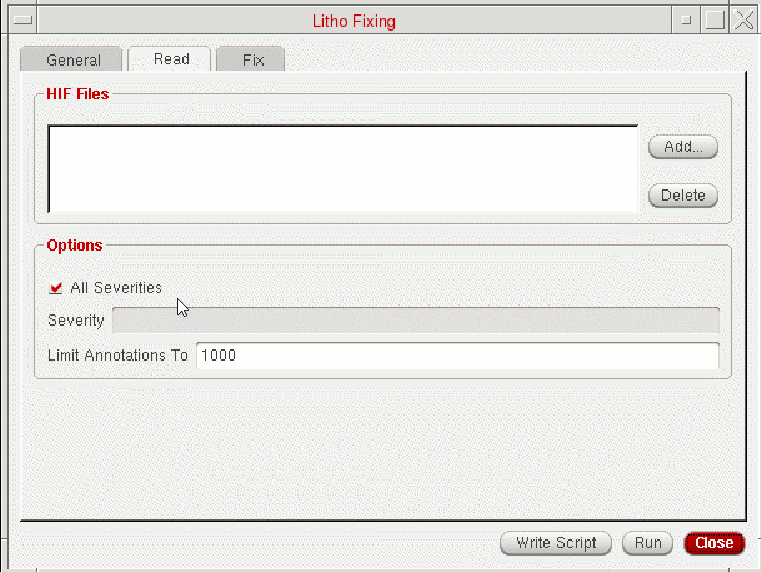 Litho Fixing
General
Read
Fix
HIF Files
Add...
Delete
Options
All Severities
Severity
Limit Annotations To 1000
Write Script
Run
Close